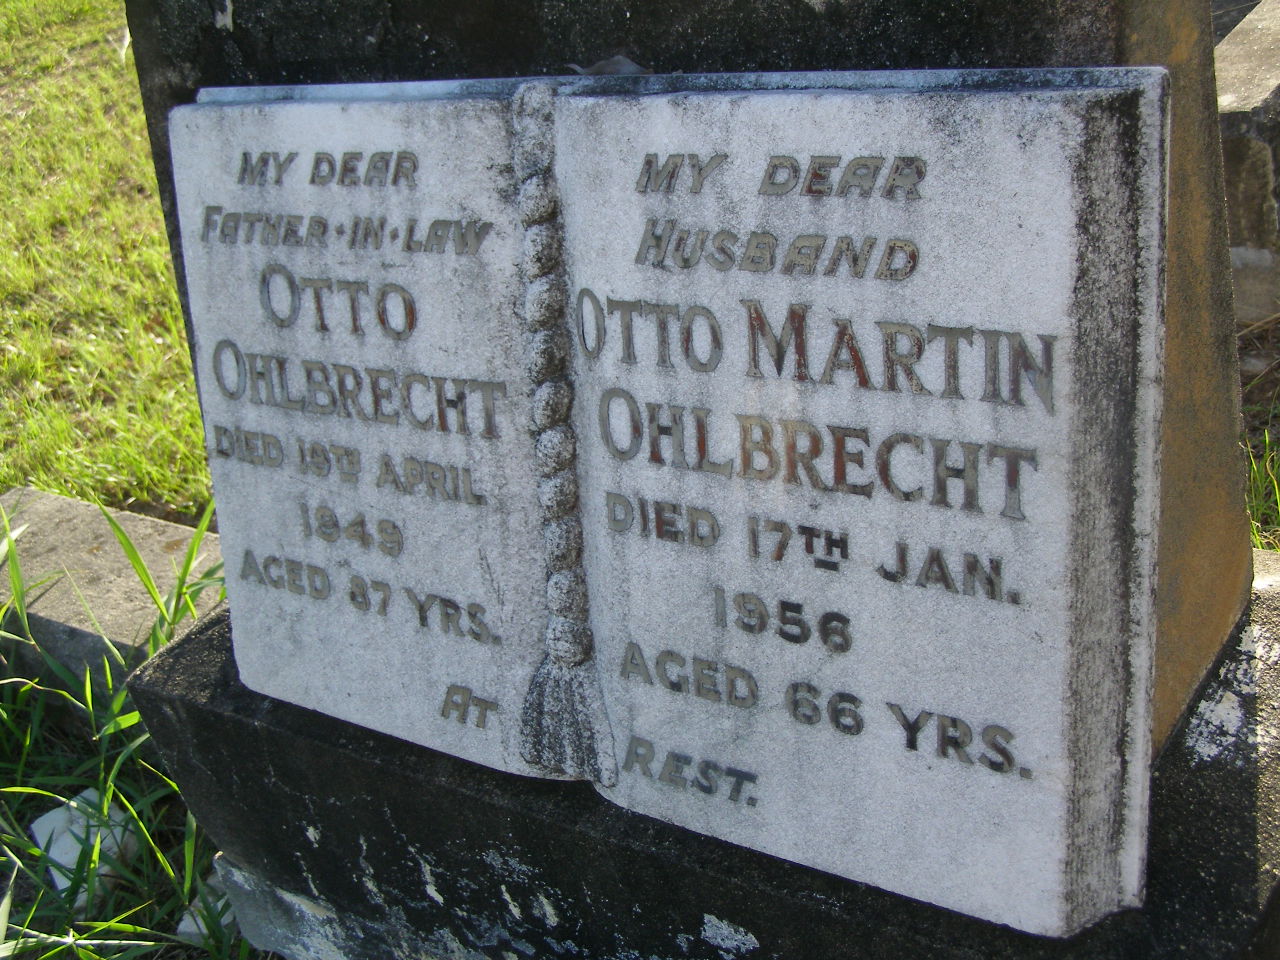 MY DEAR
FATHER·IN·LAW
OTTO
OHLBRECHT
DIED 19TH APRIL
1949
AGED 87 YRS.
AT
MY DEAR
HUSBAND
OTTO MARTIN
OHLBRECHT
DIED 17TH JAN.
1956
AGED 66 YRS.
REST.